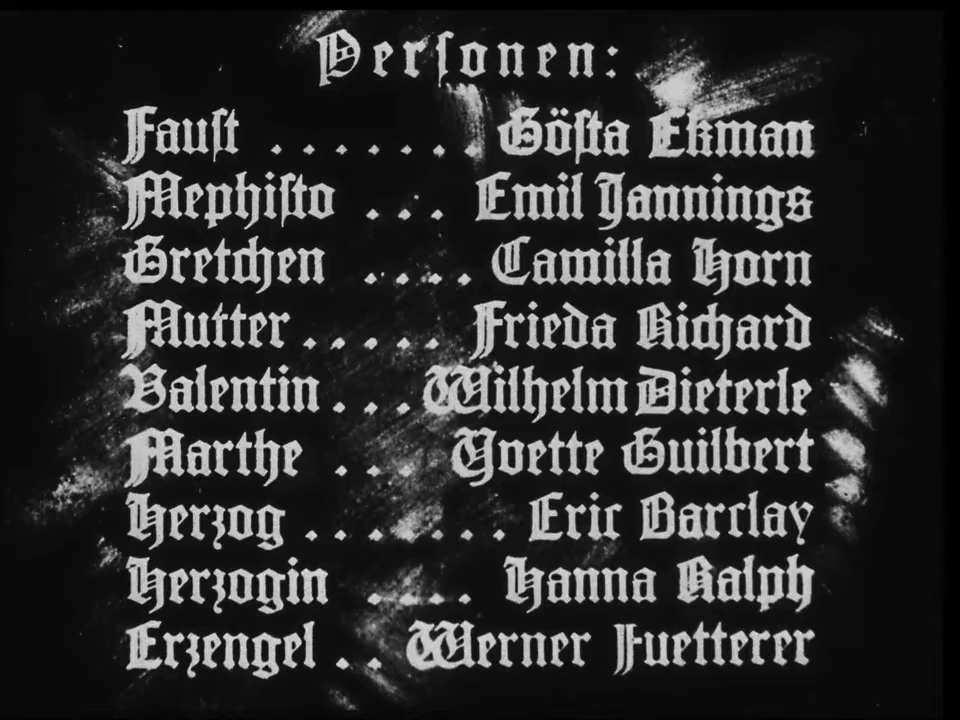 Perſonen:
Fauſt . . . . . . . Göſta Ekman
Mephiſto . . . Emil Jannings
Gretchen . . . . Camilla Horn
Mutter . . . . . Frieda Richard
Valentin . . . Wilhelm Dieterle
Marthe . . . Yvette Guilbert
Herzog . . . . . . . Eric Barclay
Herzogin . . . . Hanna Ralph
Erzengel . . Werner Fuetterer